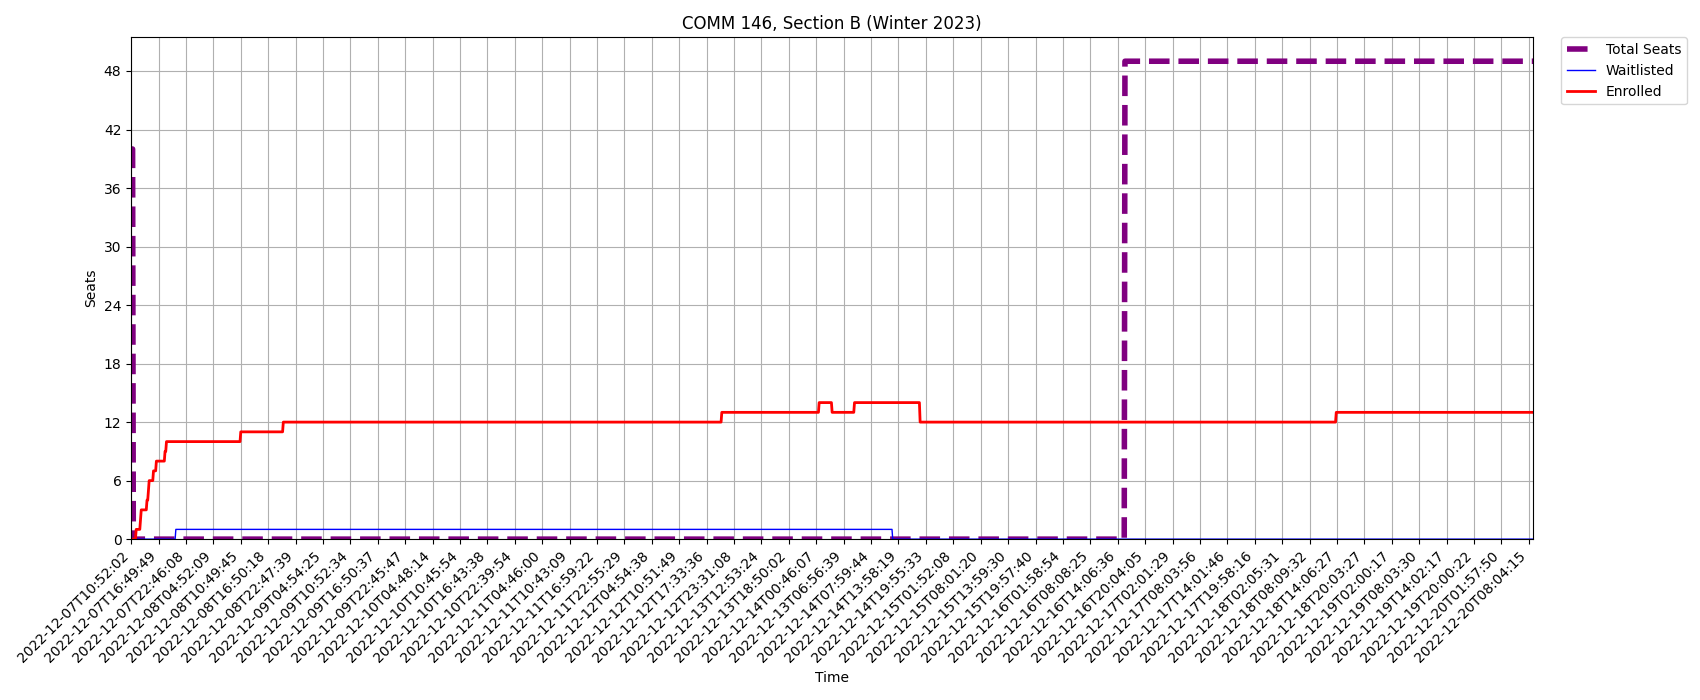 COMM 146, Section B (Winter 2023)
Total Seats
Waitlisted
Enrolled
48
42
36
30
24
18
12
6
0
Seats
2022-12-07T10:52:02
2022-12-07T16:49:49
2022-12-07T22:46:08
2022-12-08T04:52:09
2022-12-08T10:49:45
2022-12-08T16:50:18
2022-12-08T22:47:39
2022-12-09T04:54:25
2022-12-09T10:52:34
2022-12-09T16:50:37
2022-12-09T22:45:47
2022-12-10T04:48:14
2022-12-10T10:45:54
2022-12-10T16:43:38
2022-12-10T22:39:54
2022-12-11T04:46:00
2022-12-11T10:43:09
2022-12-11T16:59:22
2022-12-11T22:55:29
2022-12-12T04:54:38
2022-12-12T10:51:49
2022-12-12T17:33:36
2022-12-12T23:31:08
2022-12-13T12:53:24
2022-12-13T18:50:02
2022-12-14T00:46:07
2022-12-13T06:56:39
2022-12-14T07:59:44
2022-12-14T13:58:19
2022-12-14T19:55:33
2022-12-15T01:52:08
2022-12-15T08:01:20
2022-12-15T13:59:30
2022-12-15T19:57:40
2022-12-16T01:58:54
2022-12-16T08:08:25
2022-12-16T14:06:36
2022-12-16T20:04:05
2022-12-17T02:01:29
2022-12-17T08:03:56
2022-12-17T14:01:46
2022-12-17T19:58:16
2022-12-18T02:05:31
2022-12-18T08:09:32
2022-12-18T14:06:27
2022-12-18T20:03:27
2022-12-19T02:00:17
2022-12-19T08:03:30
2022-12-19T14:02:17
2022-12-19T20:00:22
2022-12-20T01:57:50
2022-12-20T08:04:15
Time